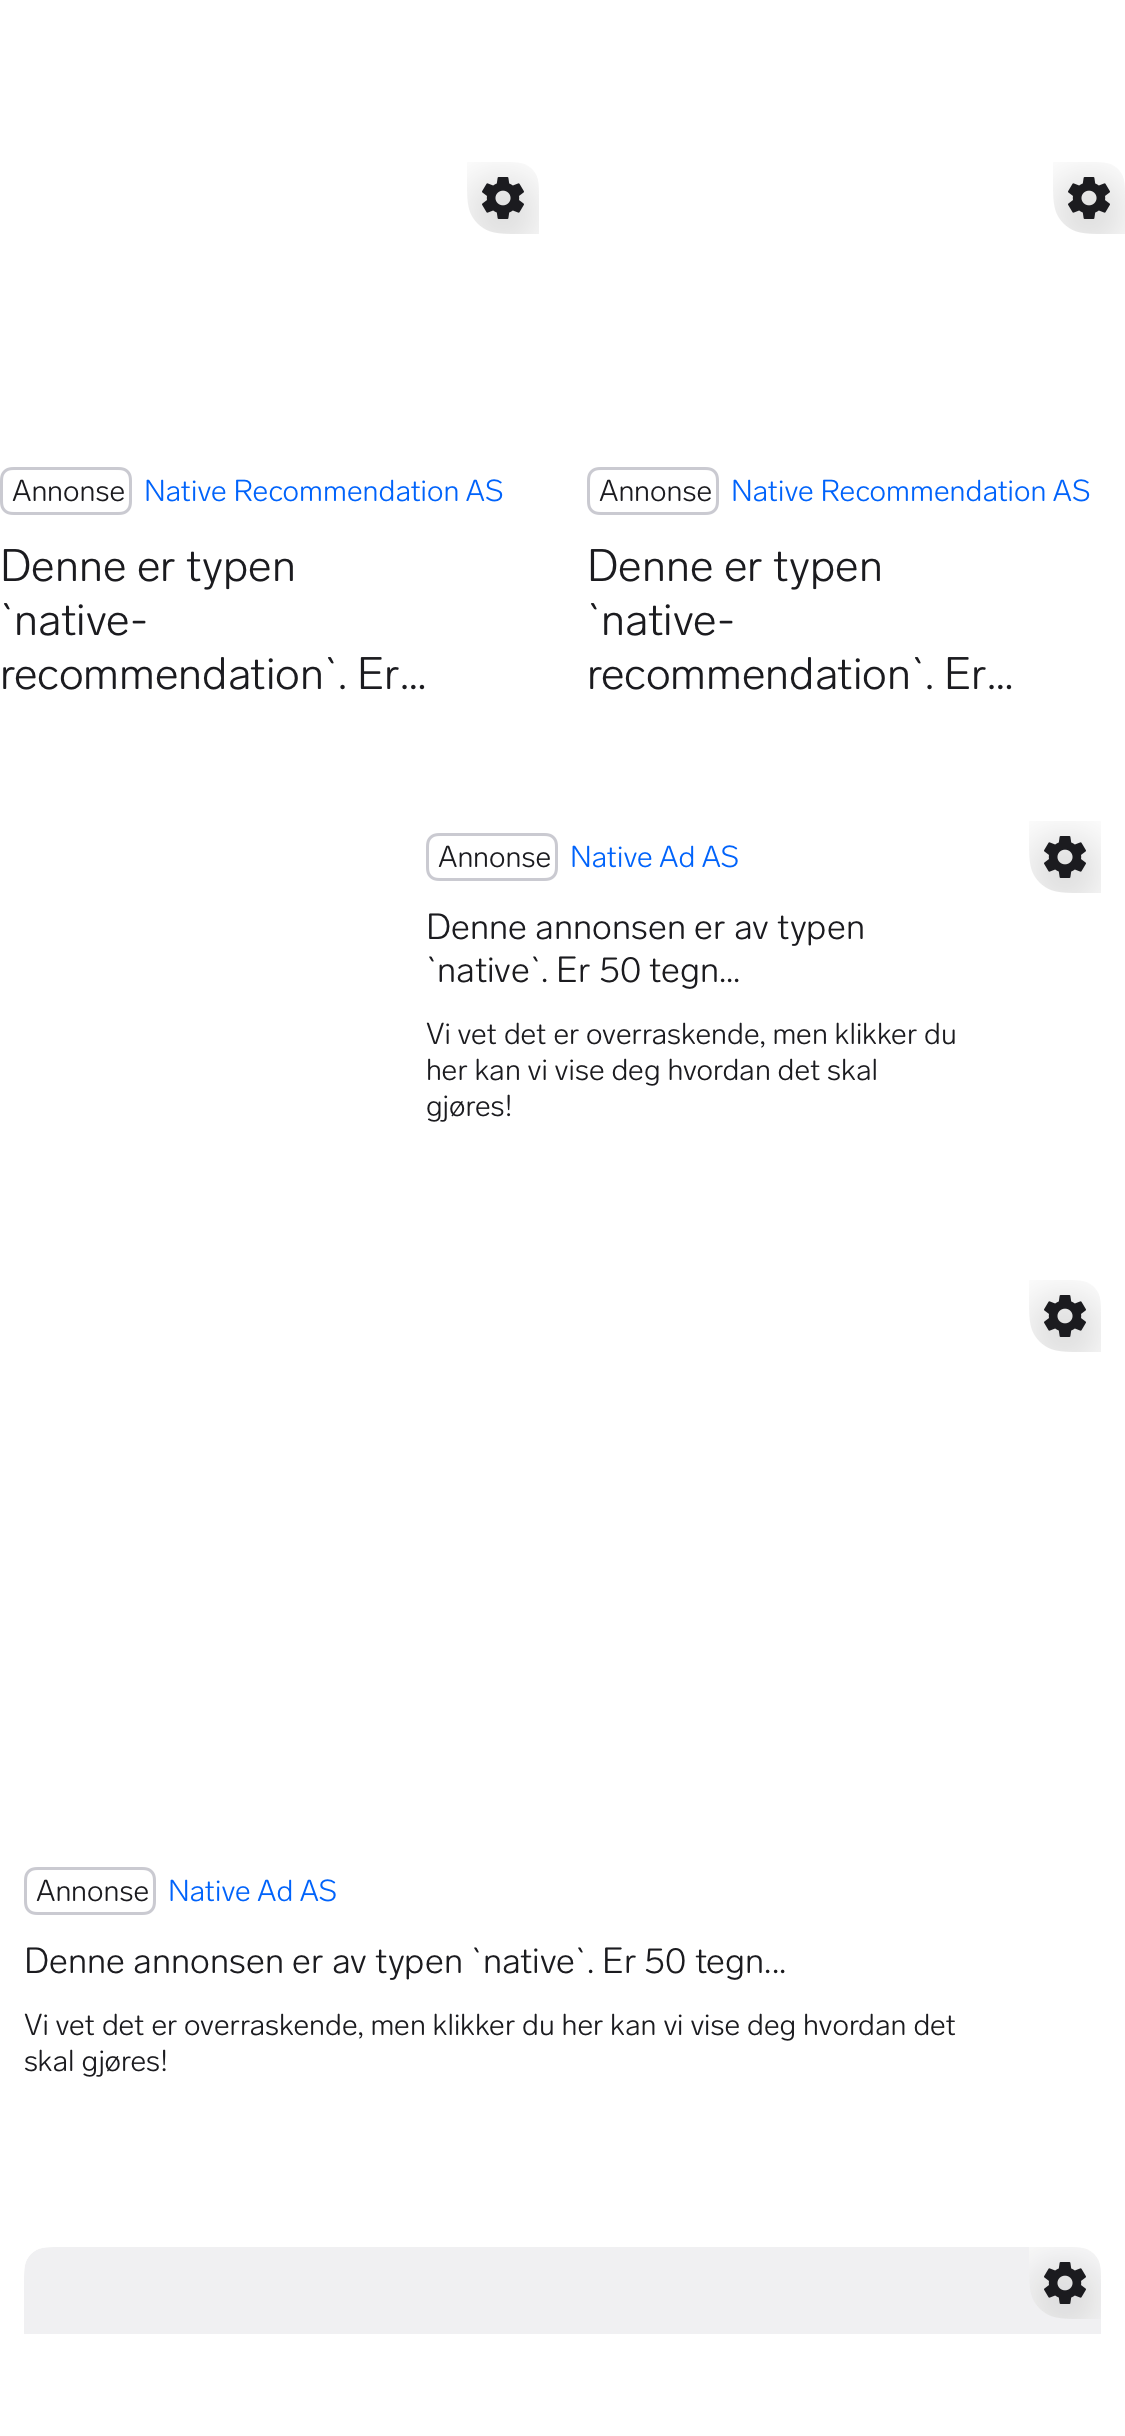 Annonse Native Recommendation AS
Denne er typen
`native-
recommendation`. Er...
Annonse Native Recommendation AS
Denne er typen
`native-
recommendation`. Er...
Annonse Native Ad AS
Denne annonsen er av typen
`native`. Er 50 tegn...
Vi vet det er overraskende, men klikker du
her kan vi vise deg hvordan det skal
gjøres!
Annonse Native Ad AS
Denne annonsen er av typen `native`. Er 50 tegn...
Vi vet det er overraskende, men klikker du her kan vi vise deg hvordan det
skal gjøres!